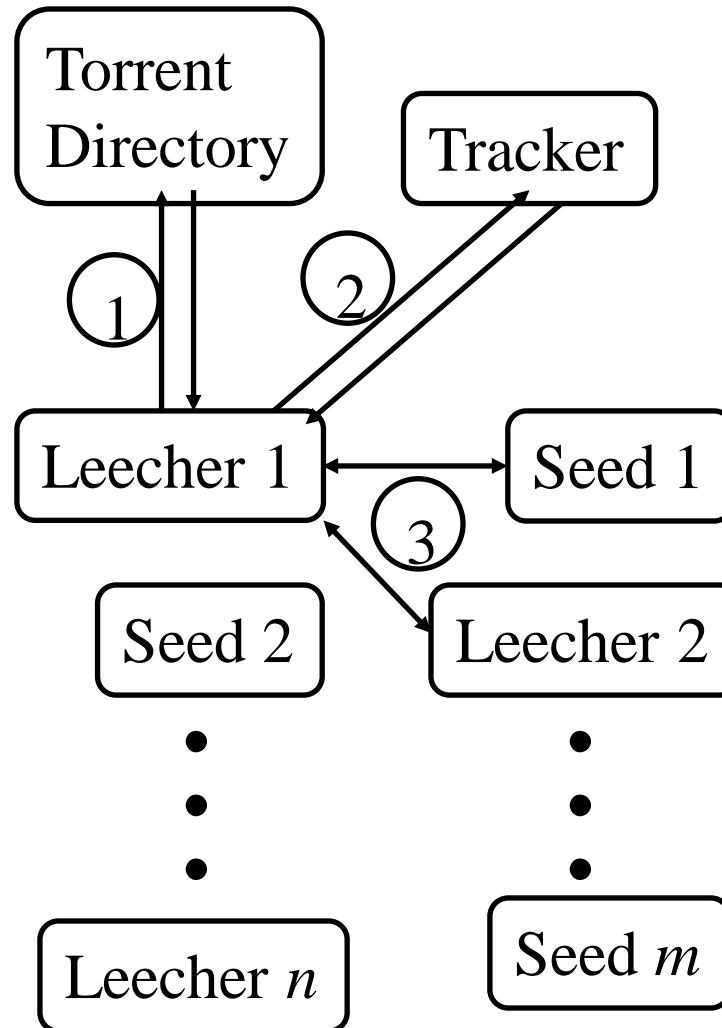 Torrent
Directory
Tracker
1
2
Leecher 1
Seed 1
3
Seed 2
Leecher 2
Leecher n
Seed m